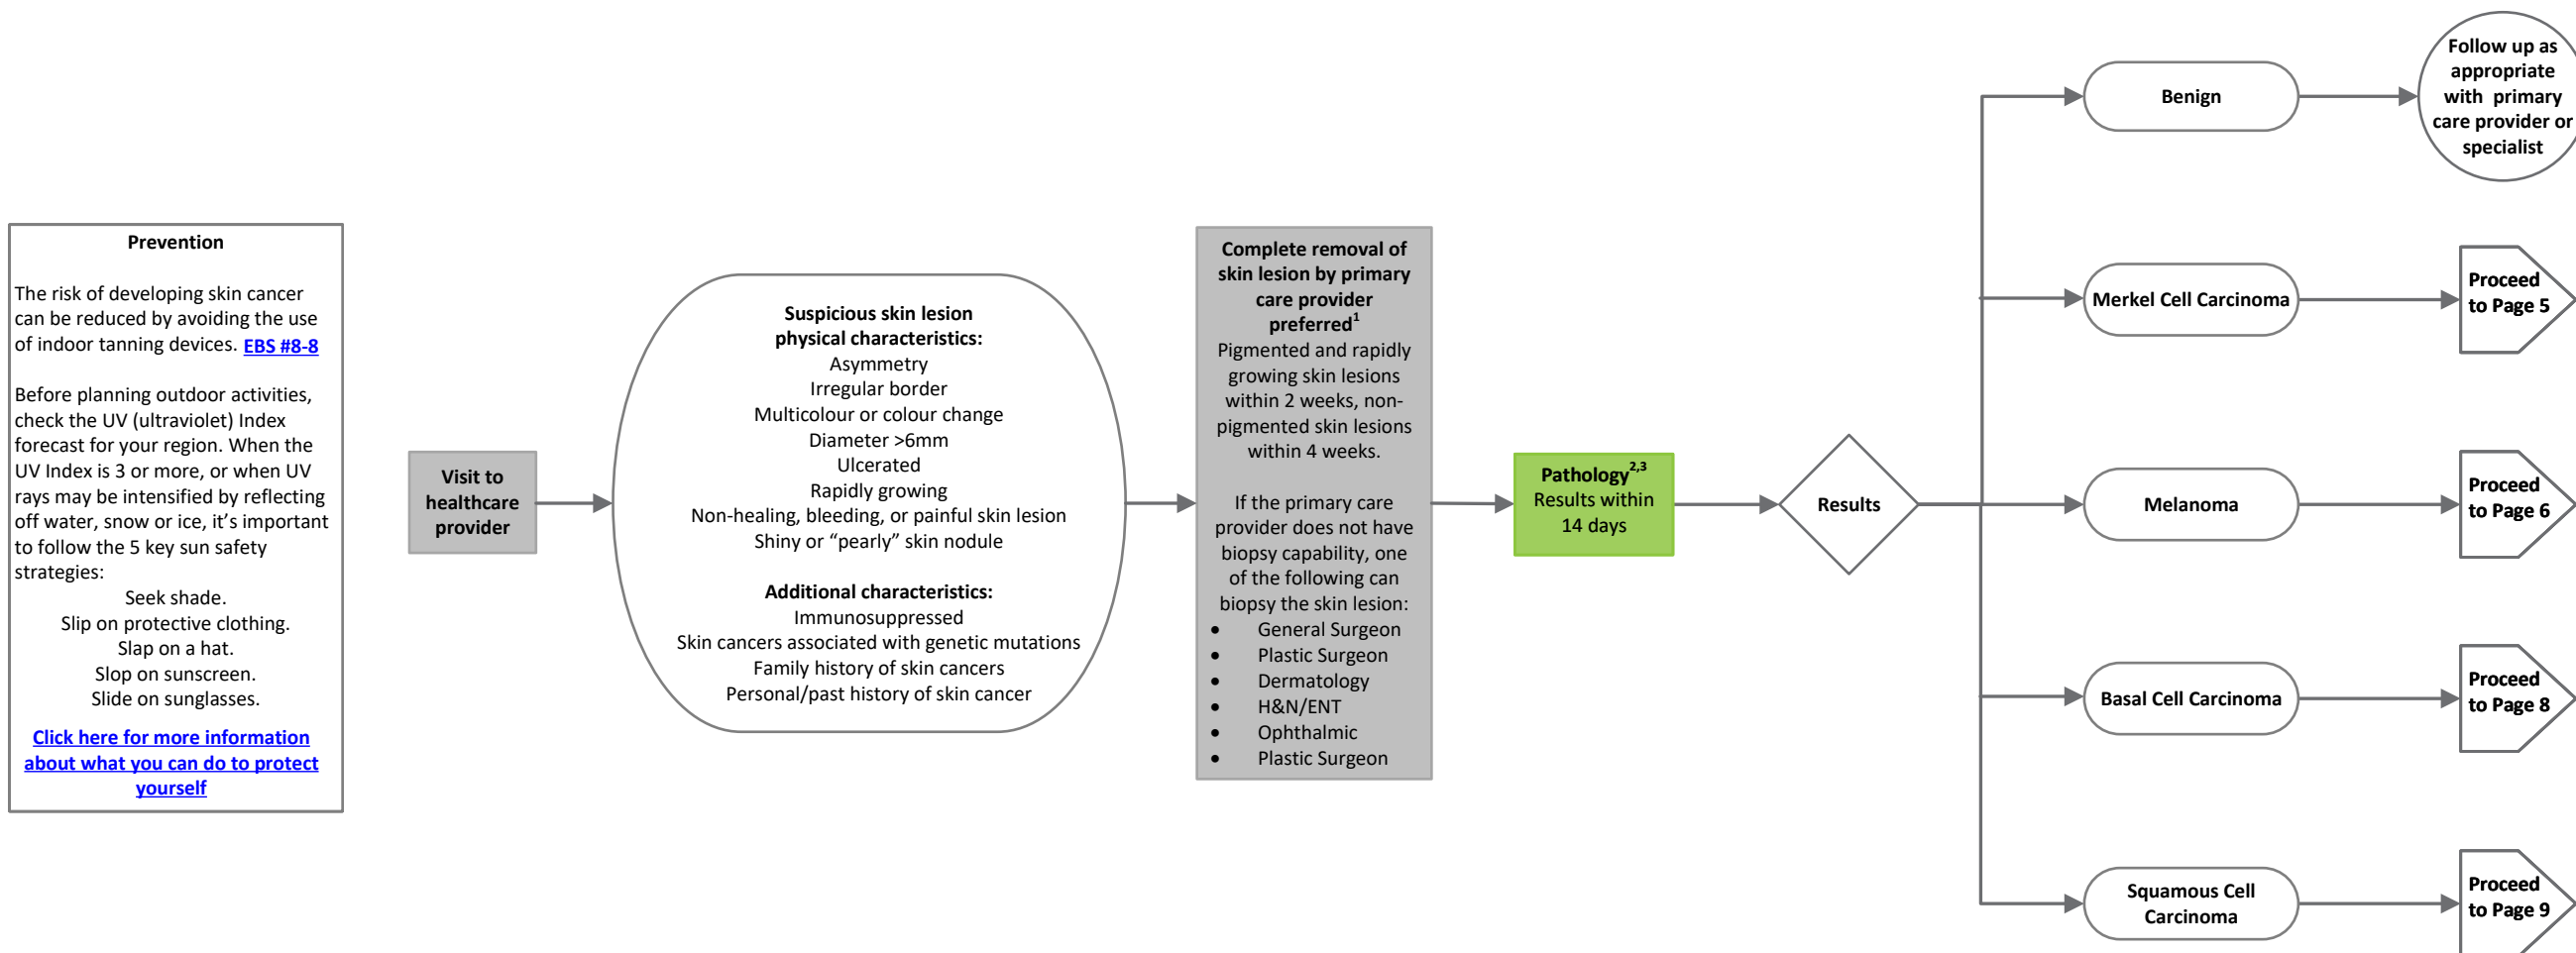 Prevention
The risk of developing skin cancer
can be reduced by avoiding the use
of indoor tanning devices. EBS #8-8
Before planning outdoor activities,
check the UV (ultraviolet) Index
forecast for your region. When the
UV Index is 3 or more, or when UV
rays may be intensified by reflecting
off water, snow or ice, it’s important
to follow the 5 key sun safety
strategies:
Seek shade.
Slip on protective clothing.
Slap on a hat.
Slop on sunscreen.
Slide on sunglasses.
Click here for more information
about what you can do to protect
yourself
Visit to
healthcare
provider
Suspicious skin lesion
physical characteristics:
Asymmetry
Irregular border
Multicolour or colour change
Diameter >6mm
Ulcerated
Rapidly growing
Non-healing, bleeding, or painful skin lesion
Shiny or “pearly” skin nodule
Additional characteristics:
Immunosuppressed
Skin cancers associated with genetic mutations
Family history of skin cancers
Personal/past history of skin cancer
Complete removal of
skin lesion by primary
care provider
preferred1
Pigmented and rapidly
growing skin lesions
within 2 weeks, non-
pigmented skin lesions
within 4 weeks.
If the primary care
provider does not have
biopsy capability, one
of the following can
biopsy the skin lesion:
• General Surgeon
• Plastic Surgeon
• Dermatology
• H&N/ENT
• Ophthalmic
• Plastic Surgeon
Pathology2,3
Results within
14 days
Results
Benign
Follow up as
appropriate
with primary
care provider or
specialist
Merkel Cell Carcinoma
Proceed
to Page 5
Melanoma
Proceed
to Page 6
Basal Cell Carcinoma
Proceed
to Page 8
Squamous Cell
Carcinoma
Proceed
to Page 9